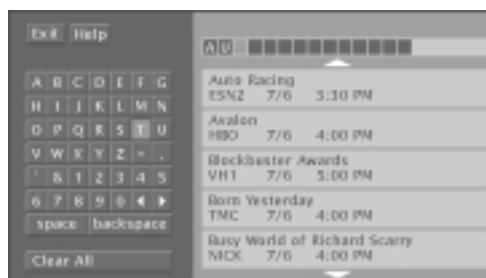 Exit Help
A U
A B C D E F G
H I J K L M N
O P Q R S T U
V W X Y Z - .
' & 1 2 3 4 5
6 7 8 9 0
space backspace
Clear All
Auto Racing
ESN2 7/6 3:30 PM
Avalon
HBO 7/6 4:00 PM
Blockbuster Awards
VH1 7/6 5:00 PM
Born Yesterday
TMC 7/6 4:00 PM
Busy World of Richard Scarry
NICK 7/6 4:00 PM